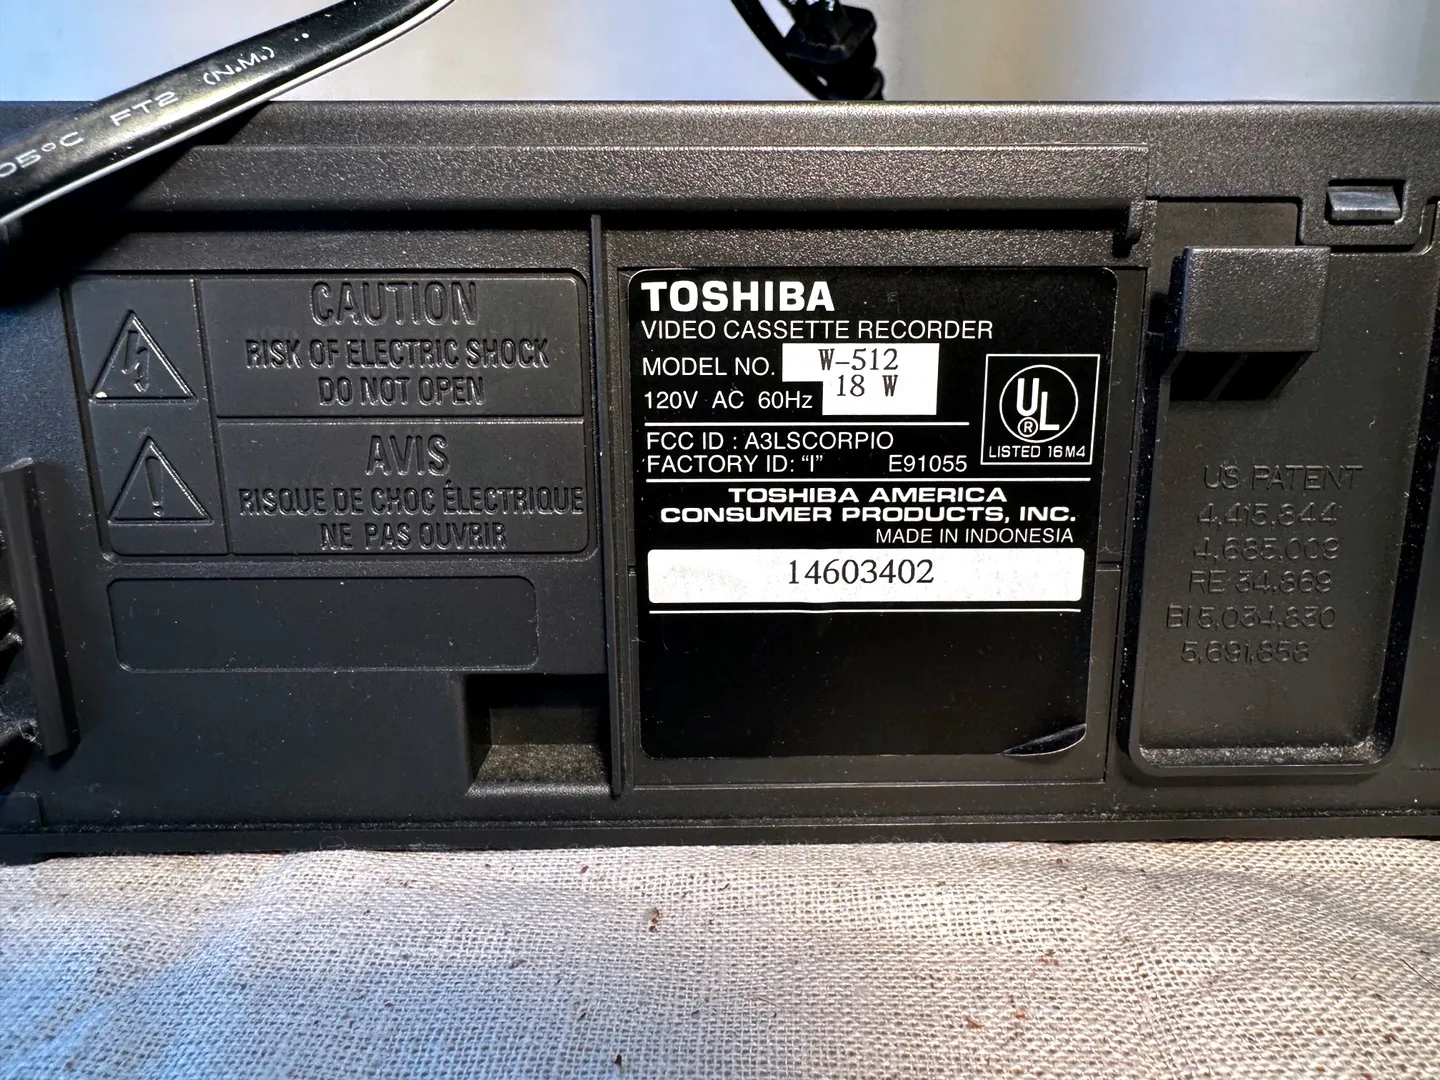 05°C FT2 (N.M.)
CAUTION
RISK OF ELECTRIC SHOCK
DO NOT OPEN
AVIS
RISQUE DE CHOC ÉLECTRIQUE
NE PAS OUVRIR
TOSHIBA
VIDEO CASSETTE RECORDER
MODEL NO. W-512
120V AC 60Hz 18 W
UL
®
LISTED 16M4
FCC ID : A3LSCORPIO
FACTORY ID: “I” E91055
TOSHIBA AMERICA
CONSUMER PRODUCTS, INC.
MADE IN INDONESIA
14603402
US PATENT
4,415,844
4,685,009
RE 34,869
BI 5,034,830
5,691,858